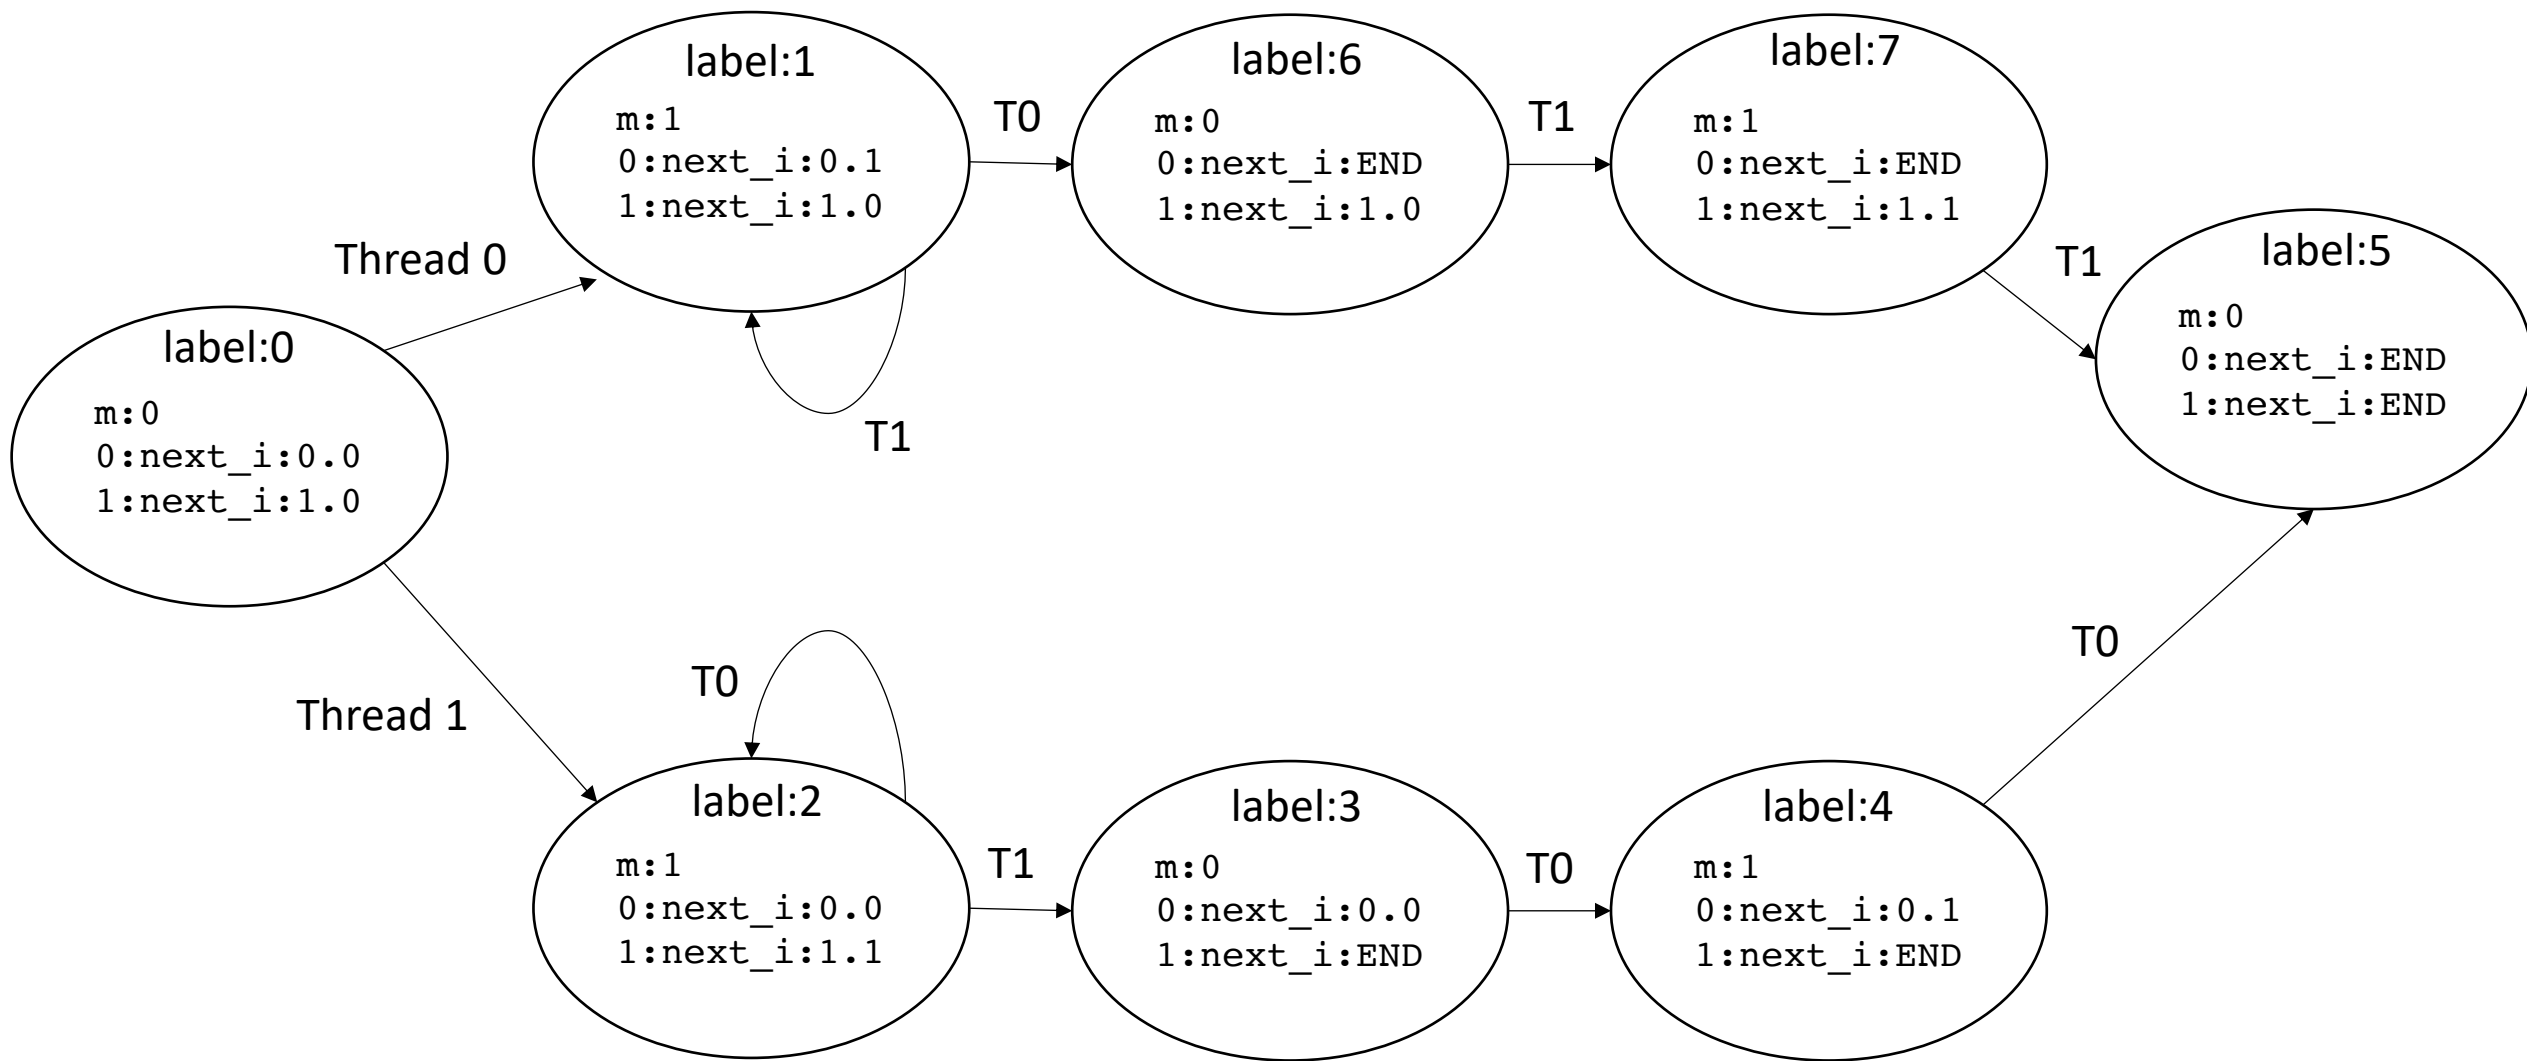 label:1
m:1
0:next_i:0.1
1:next_i:1.0
T0
label:6
m:0
0:next_i:END
1:next_i:1.0
T1
label:7
m:1
0:next_i:END
1:next_i:1.1
T1
label:5
m:0
0:next_i:END
1:next_i:END
Thread 0
T1
label:0
m:0
0:next_i:0.0
1:next_i:1.0
Thread 1
T0
T0
label:2
m:1
0:next_i:0.0
1:next_i:1.1
T1
label:3
m:0
0:next_i:0.0
1:next_i:END
T0
label:4
m:1
0:next_i:0.1
1:next_i:END